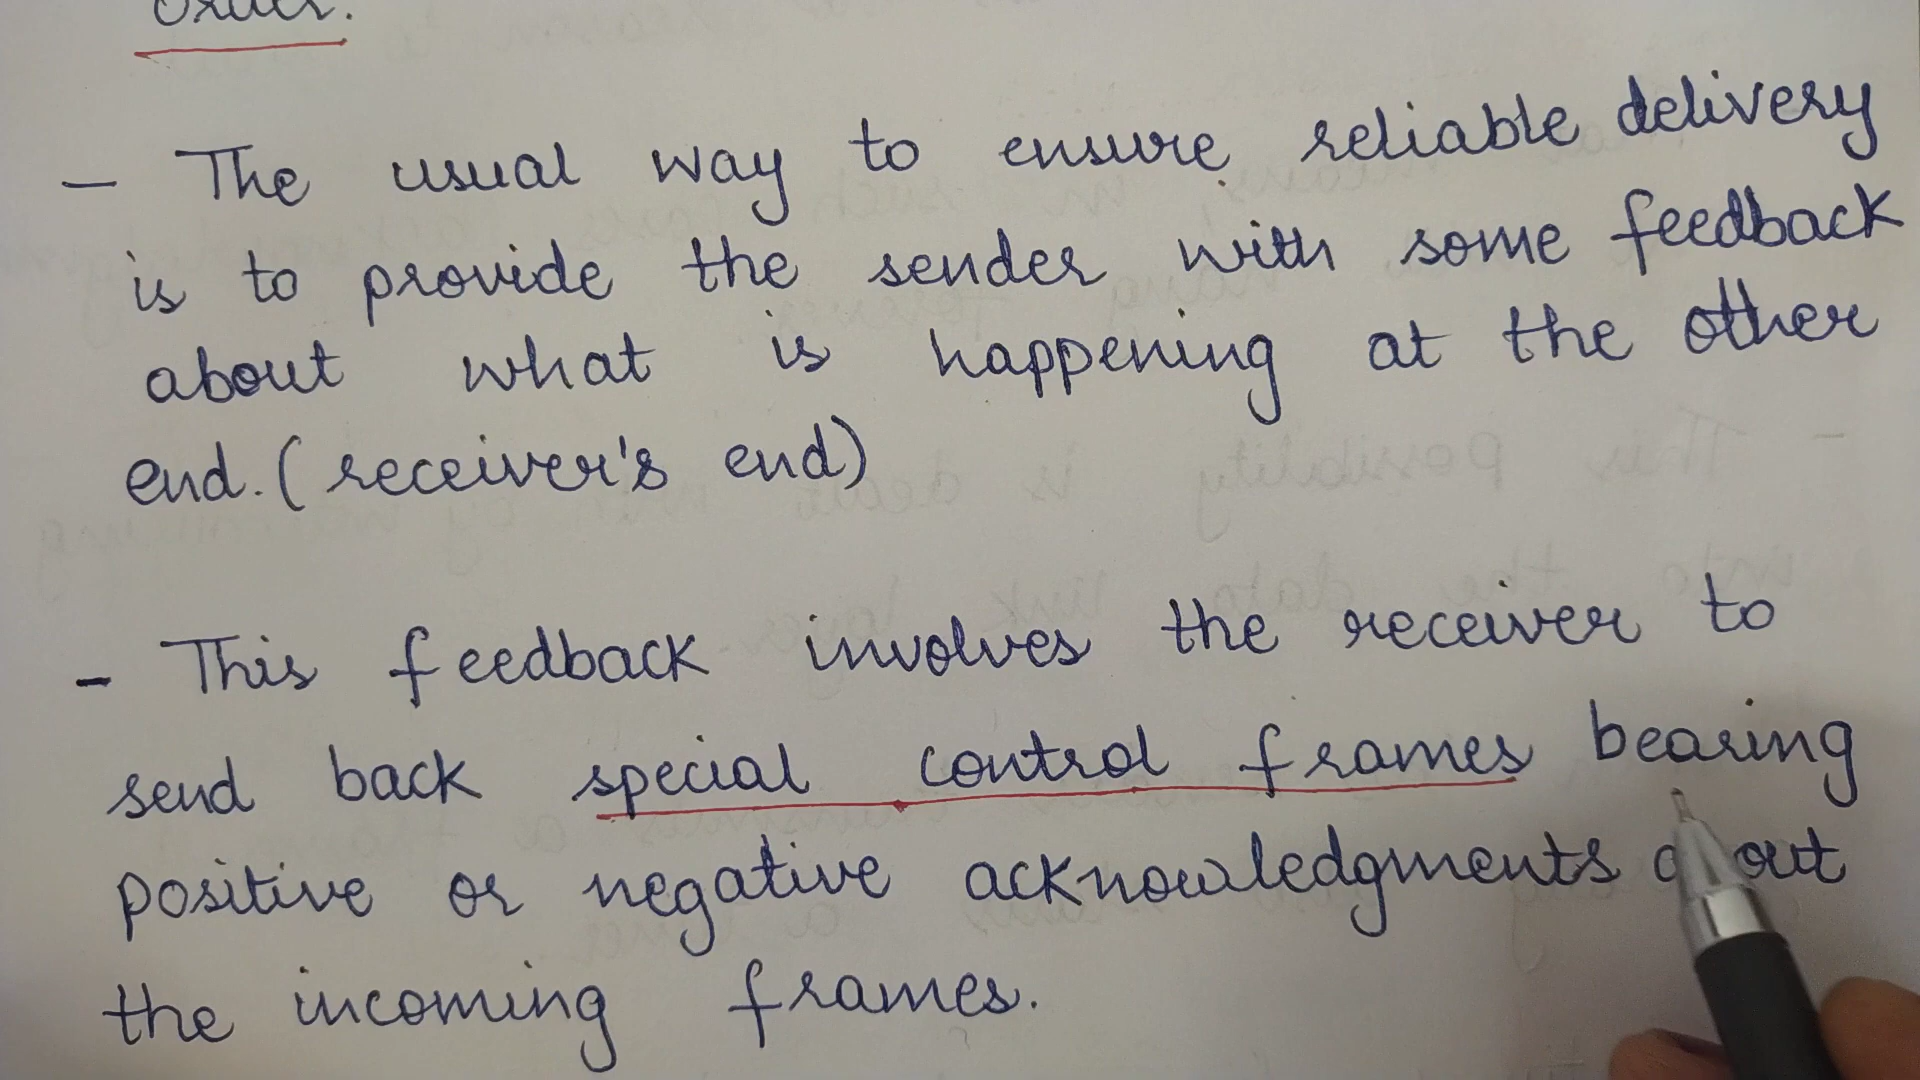 order.
- The usual way to ensure reliable delivery
is to provide the sender with some feedback
about what is happening at the other
end. (receiver's end)
- This feedback involves the receiver to
send back special control frames bearing
positive or negative acknowledgments about
the incoming frames.